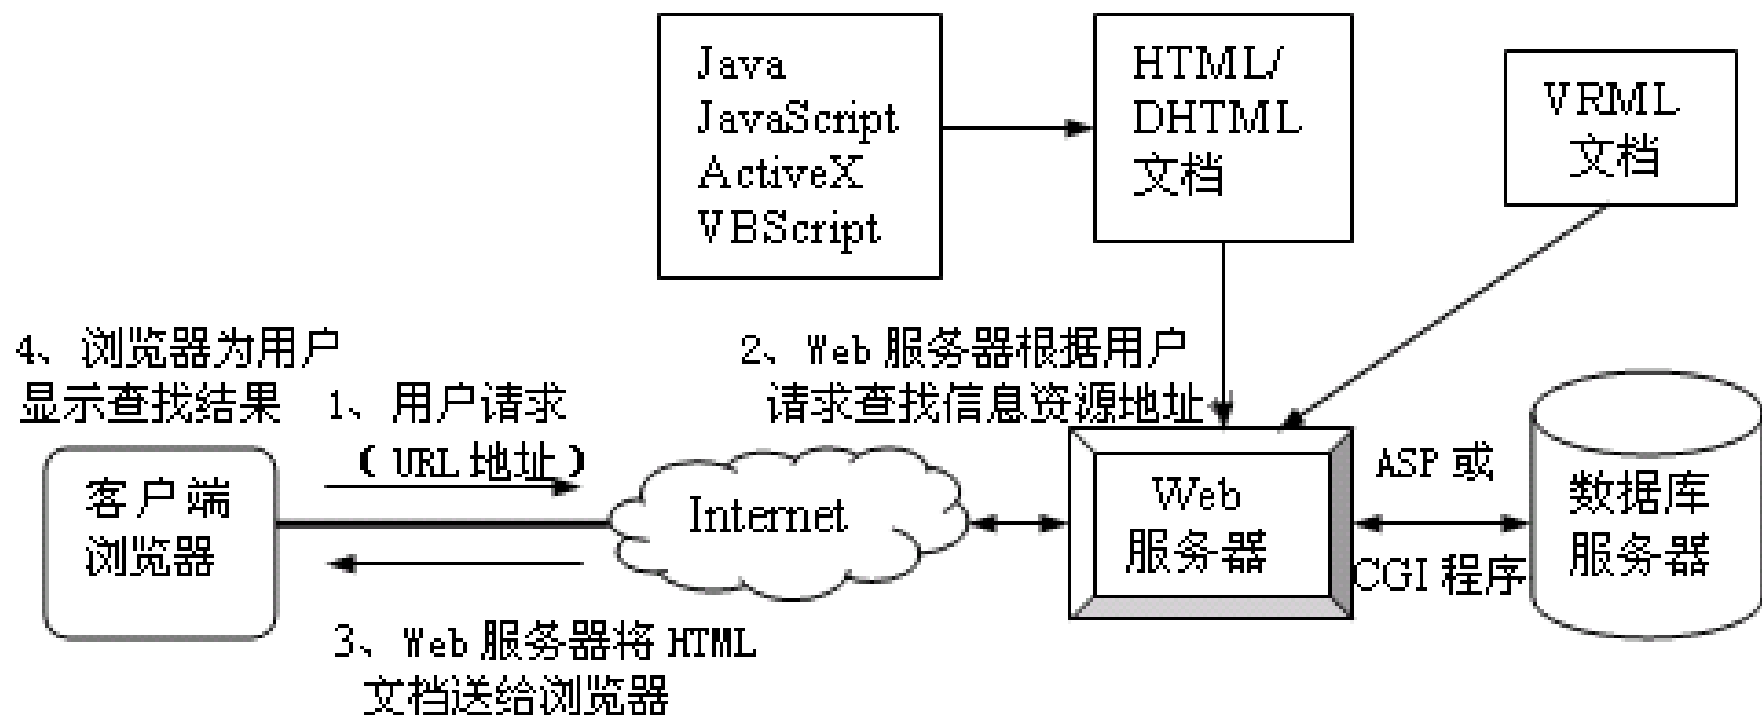 Java
JavaScript
ActiveX
VBScript
HTML/
DHTML
文档
VRML
文档
4、浏览器为用户
显示查找结果
1、用户请求
（URL 地址）
2、Web 服务器根据用户
请求查找信息资源地址
客户端
浏览器
Internet
Web
服务器
ASP 或
CGI 程序
数据库
服务器
3、Web 服务器将 HTML
文档送给浏览器